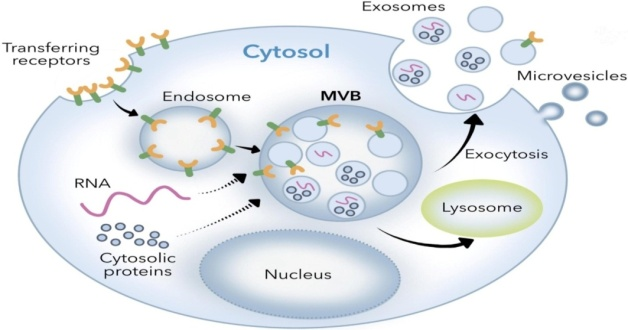 Exosomes
Transferring
receptors
Cytosol
Microvesicles
Endosome
MVB
Exocytosis
RNA
Lysosome
Cytosolic
proteins
Nucleus